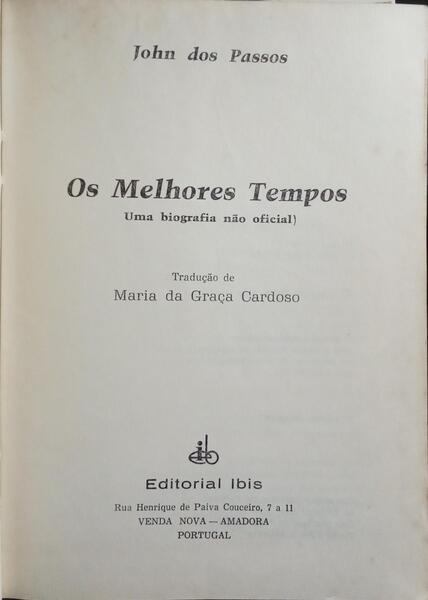 John dos Passos
Os Melhores Tempos
Uma biografia não oficial)
Tradução de
Maria da Graça Cardoso
Editorial Ibis
Rua Henrique de Paiva Couceiro, 7 a 11
VENDA NOVA — AMADORA
PORTUGAL